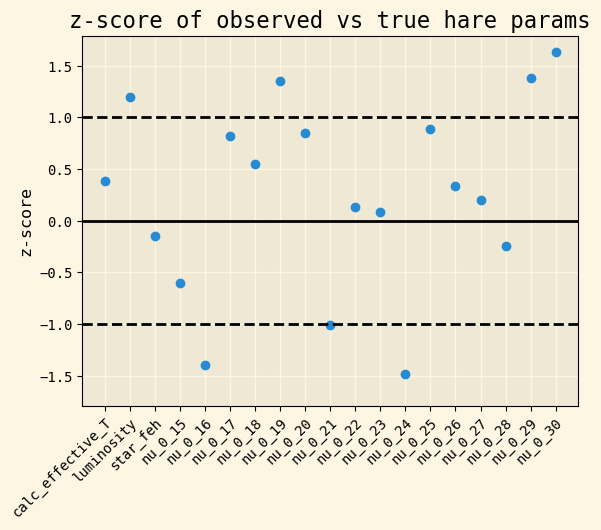 z-score of observed vs true hare params
z-score
1.5
1.0
0.5
0.0
−0.5
−1.0
−1.5
calc_effective_T
luminosity
star_feh
nu_0_15
nu_0_16
nu_0_17
nu_0_18
nu_0_19
nu_0_20
nu_0_21
nu_0_22
nu_0_23
nu_0_24
nu_0_25
nu_0_26
nu_0_27
nu_0_28
nu_0_29
nu_0_30